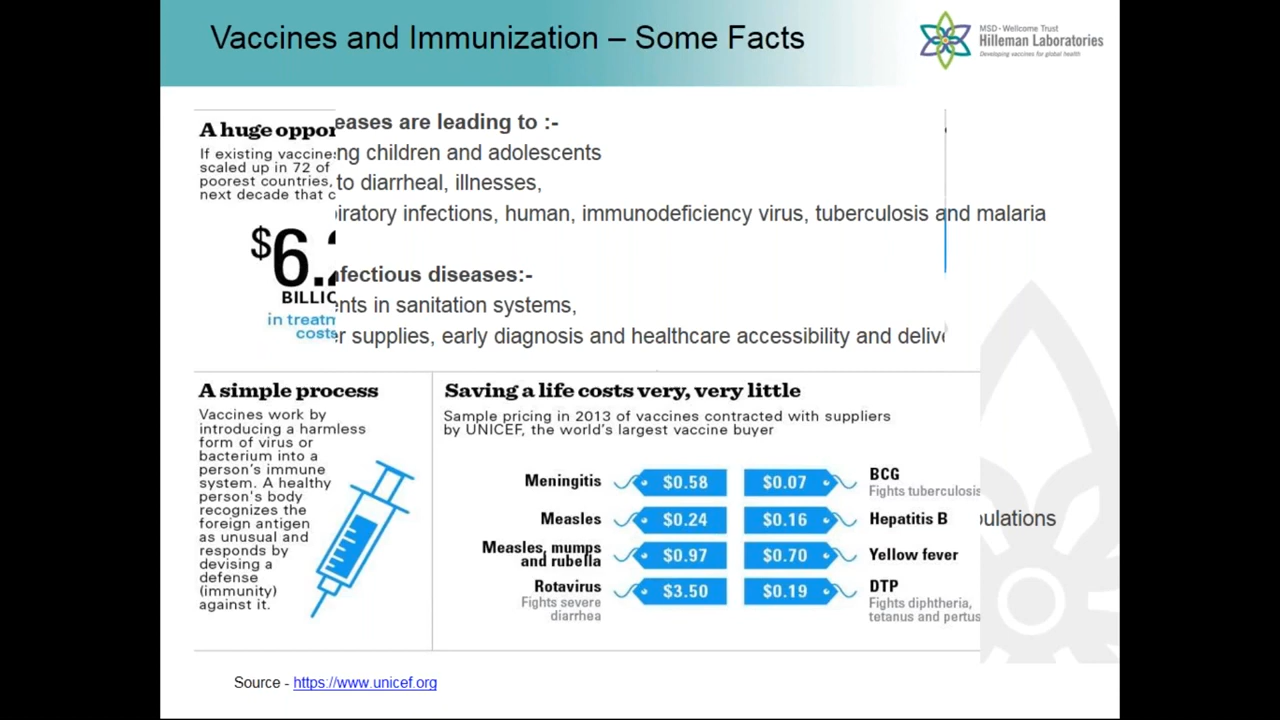 Vaccines and Immunization – Some Facts
MSD - Wellcome Trust
Hilleman Laboratories
Developing vaccines for global health
A huge oppor
If existing vaccine
scaled up in 72 of
poorest countries,
next decade that c
$6.2
BILLIC
in treatm
costs
eases are leading to :-
ng children and adolescents
to diarrheal, illnesses,
iratory infections, human, immunodeficiency virus, tuberculosis and malaria
nfectious diseases:-
ents in sanitation systems,
er supplies, early diagnosis and healthcare accessibility and delive
A simple process
Vaccines work by
introducing a harmless
form of virus or
bacterium into a
person's immune
system. A healthy
person's body
recognizes the
foreign antigen
as unusual and
responds by
devising a
defense
(immunity)
against it.
Saving a life costs very, very little
Sample pricing in 2013 of vaccines contracted with suppliers
by UNICEF, the world's largest vaccine buyer
Meningitis $0.58 $0.07 BCG
Fights tuberculosis
Measles $0.24 $0.16 Hepatitis B
Measles, mumps
and rubella $0.97 $0.70 Yellow fever
Rotavirus $3.50 $0.19 DTP
Fights severe
diarrhea
Fights diphtheria,
tetanus and pertus
pulations
Source - https://www.unicef.org